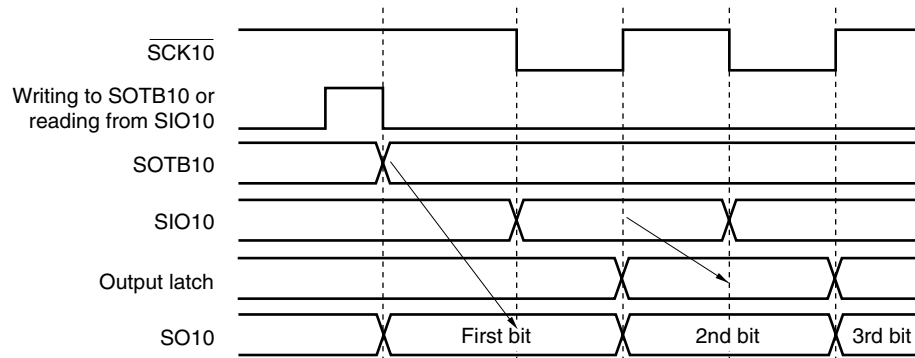 SCK10
Writing to SOTB10 or
reading from SIO10
SOTB10
SIO10
Output latch
SO10
First bit
2nd bit
3rd bit